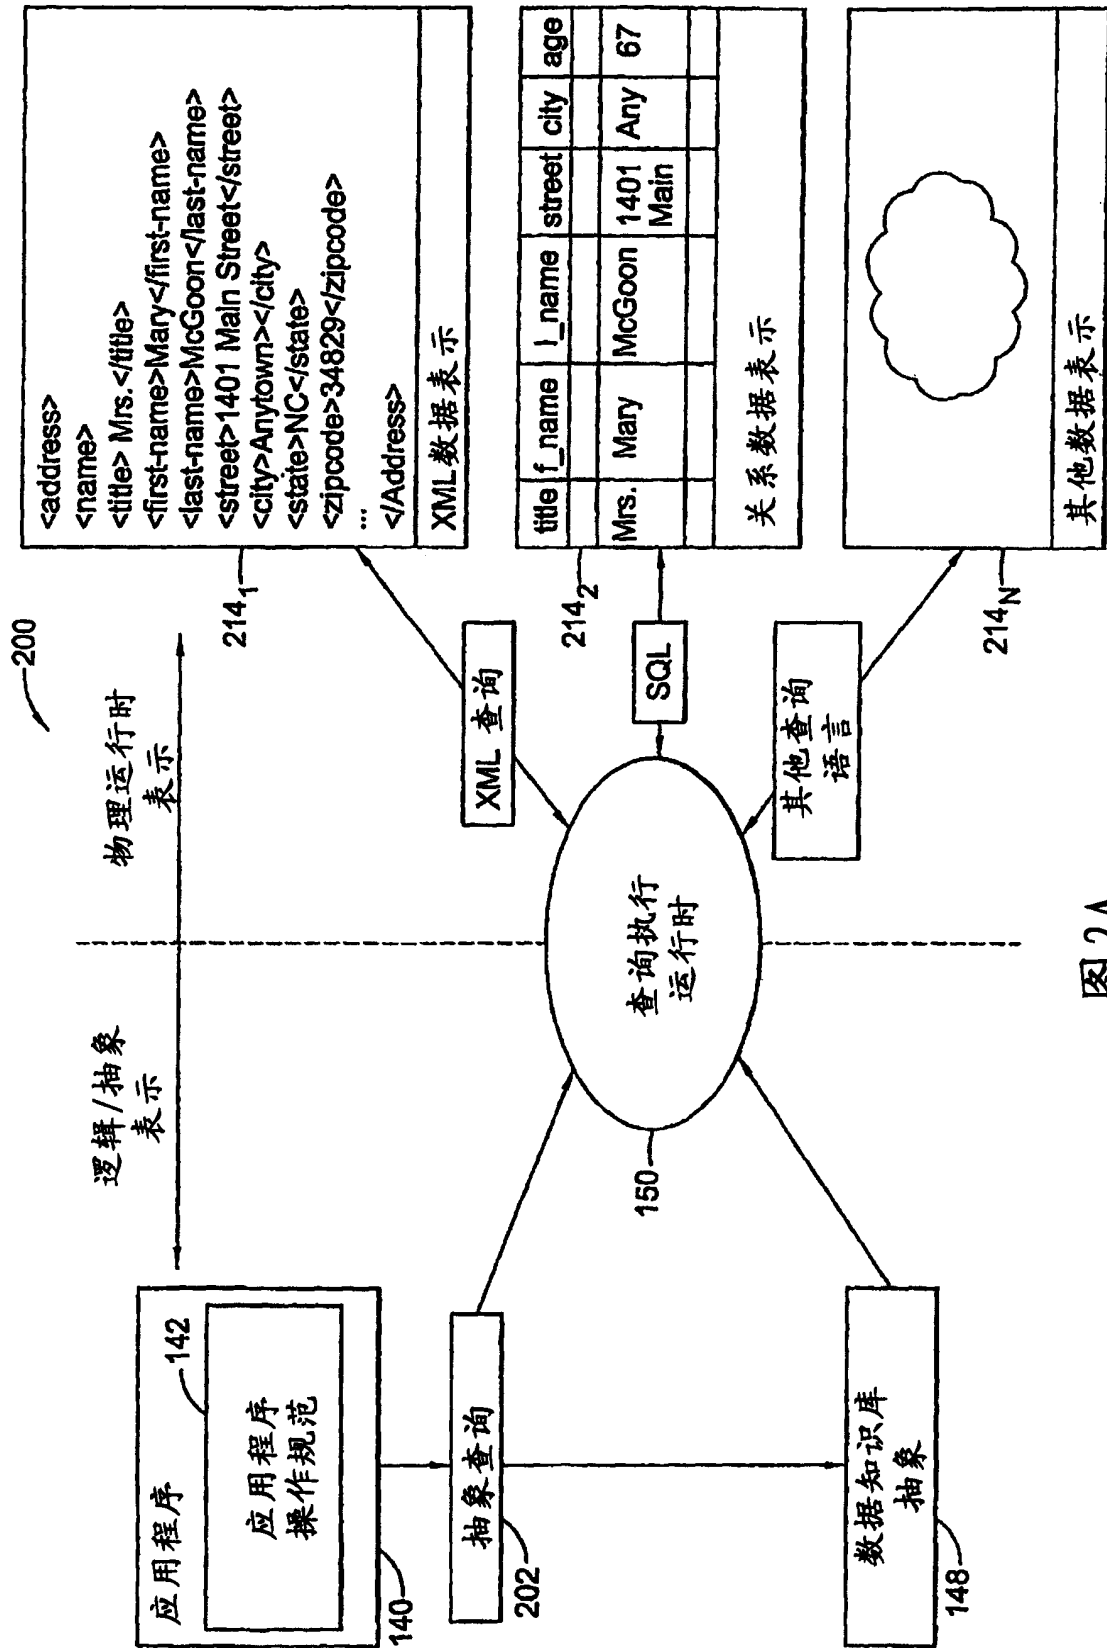 200
逻辑/抽象
表示
物理运行时
表示
应用程序
142
应用程序
操作规范
140
抽象查询
202
数据知识库
抽象
148
查询执行
运行时
150
XML 查询
SQL
其他查询
语言
<address>
<name>
<title> Mrs.</title>
<first-name>Mary</first-name>
<last-name>McGoon</last-name>
<street>1401 Main Street</street>
<city>Anytown></city>
<state>NC</state>
<zipcode>34829</zipcode>
...
</Address>
XML数据表示
214₁
title f_name l_name street city age
Mrs. Mary McGoon 1401 Main Any 67
关系数据表示
214₂
其他数据表示
214N
图 2A